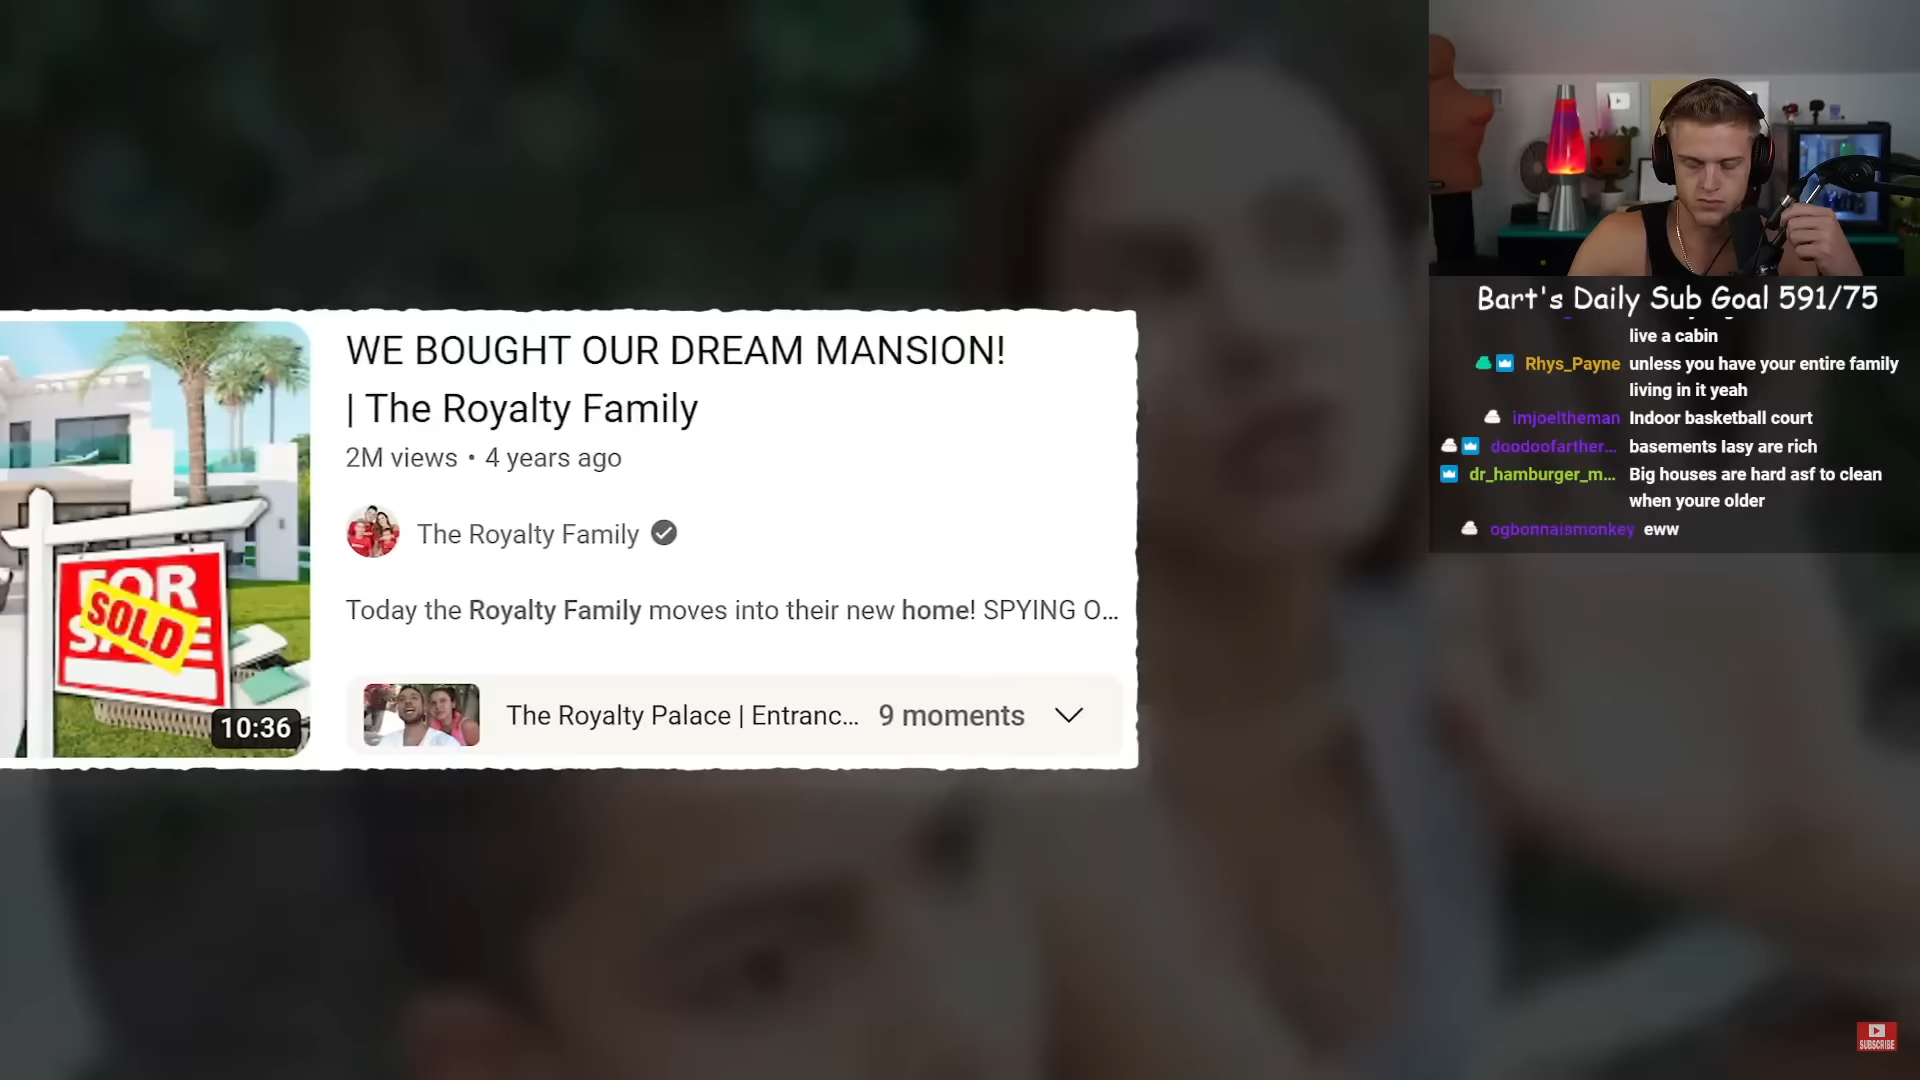 WE BOUGHT OUR DREAM MANSION!
| The Royalty Family
2M views • 4 years ago
The Royalty Family
Today the Royalty Family moves into their new home! SPYING O...
The Royalty Palace | Entranc... 9 moments
FOR
SOLD
10:36
Bart's Daily Sub Goal 591/75
live a cabin
Rhys_Payne unless you have your entire family
living in it yeah
imjoeltheman Indoor basketball court
doodoofarther... basements lasy are rich
dr_hamburger_m... Big houses are hard asf to clean
when youre older
ogbonnaismonkey eww
SUBSCRIBE